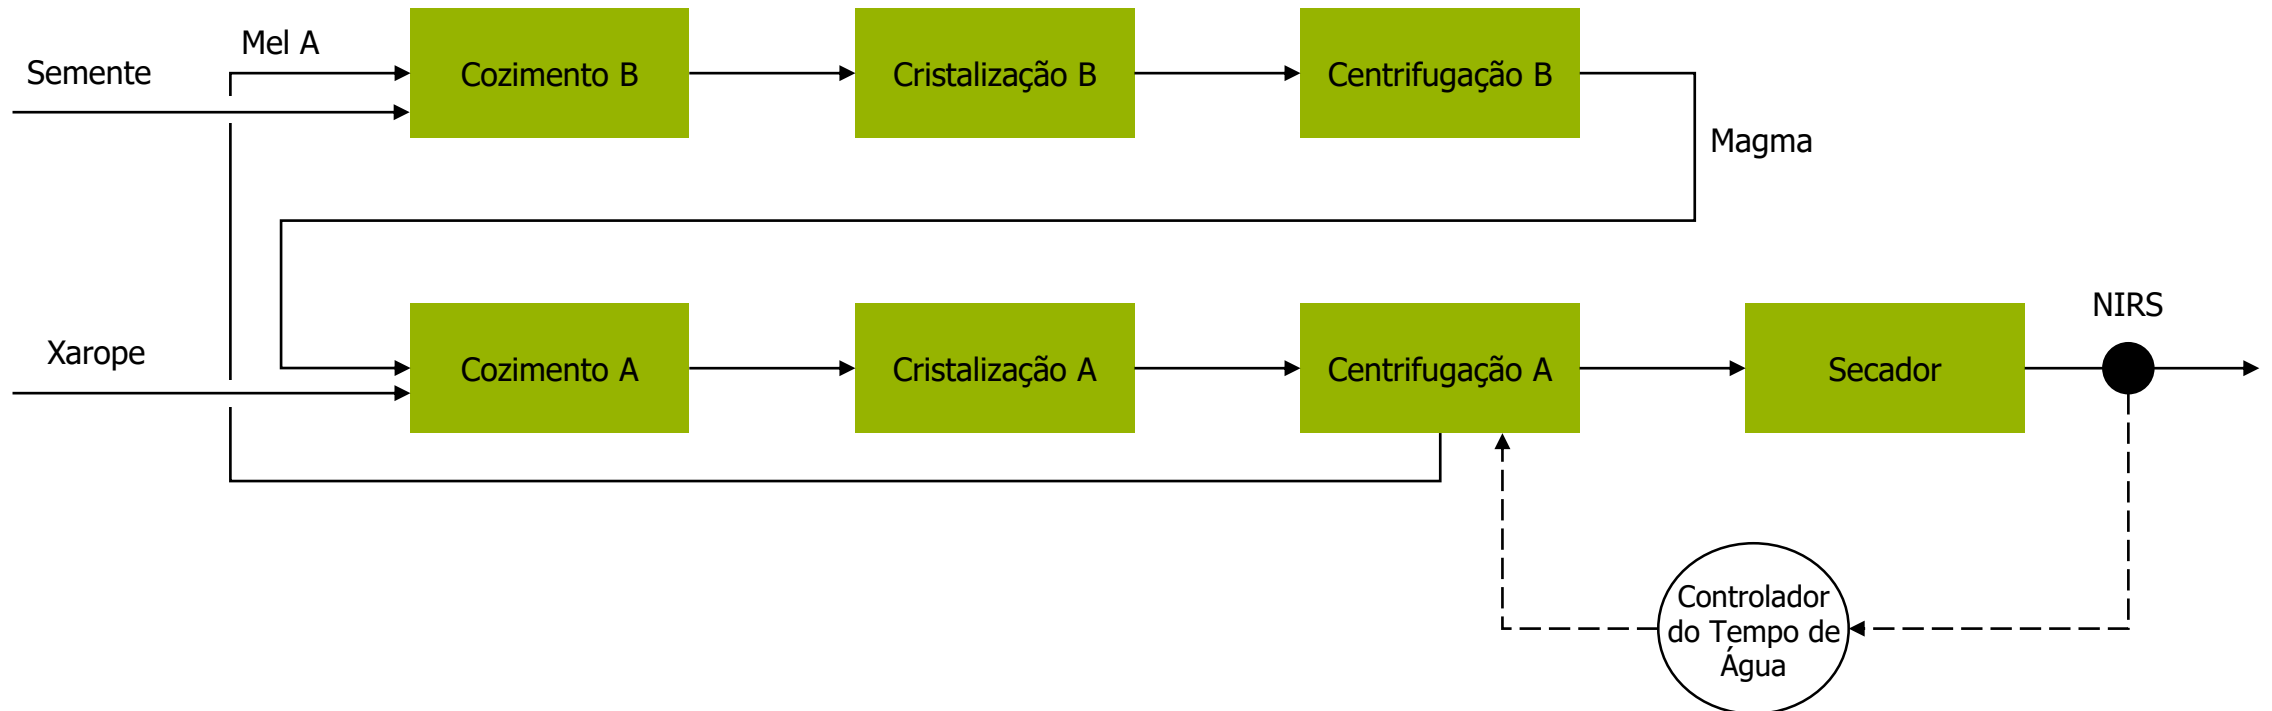 Mel A
Semente
Cozimento B
Cristalização B
Centrifugação B
Magma
Xarope
Cozimento A
Cristalização A
Centrifugação A
Secador
NIRS
Controlador
do Tempo de
Água